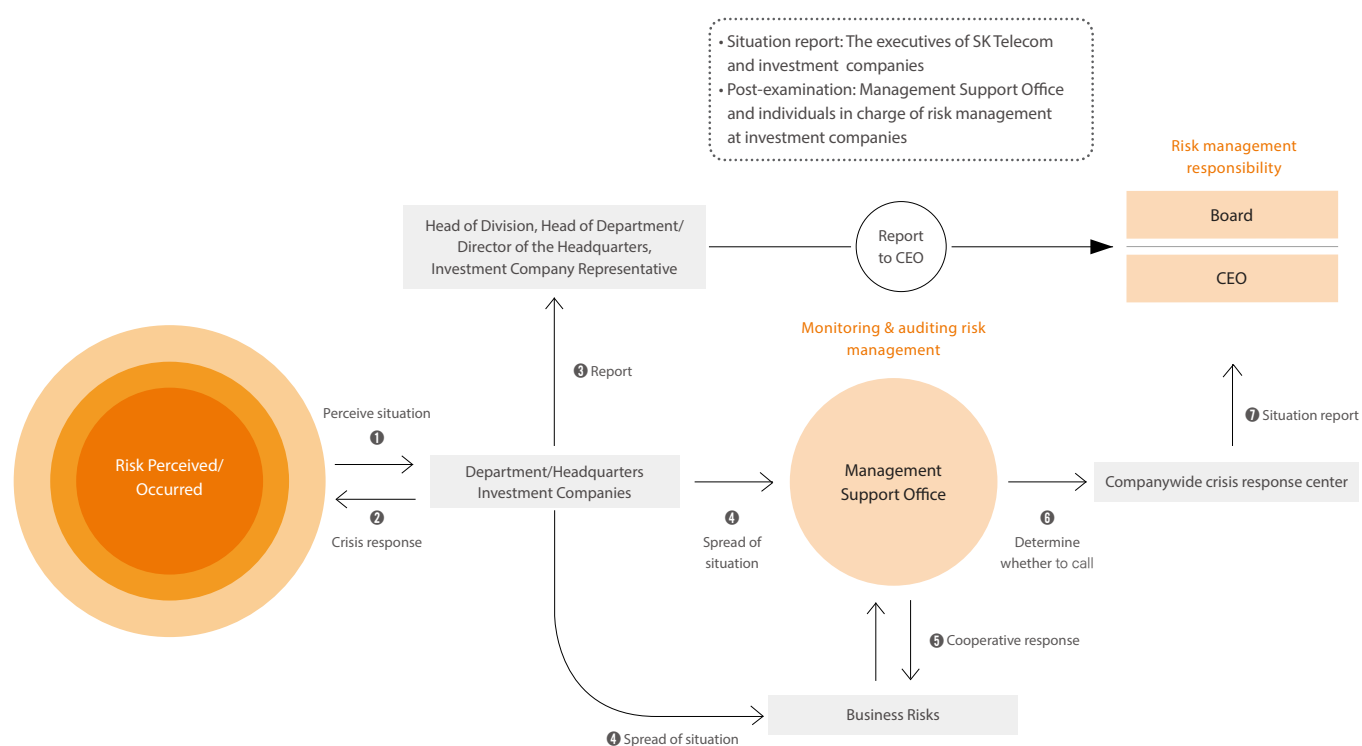 • Situation report: The executives of SK Telecom
and investment companies
• Post-examination: Management Support Office
and individuals in charge of risk management
at investment companies
Risk management
responsibility
Board
CEO
Head of Division, Head of Department/
Director of the Headquarters,
Investment Company Representative
Report
to CEO
Monitoring & auditing risk
management
❸ Report
❼ Situation report
Perceive situation
❶
Risk Perceived/
Occurred
Department/Headquarters
Investment Companies
Management
Support Office
Companywide crisis response center
❷
Crisis response
❹
Spread of
situation
❻
Determine
whether to call
❺ Cooperative response
Business Risks
❹ Spread of situation